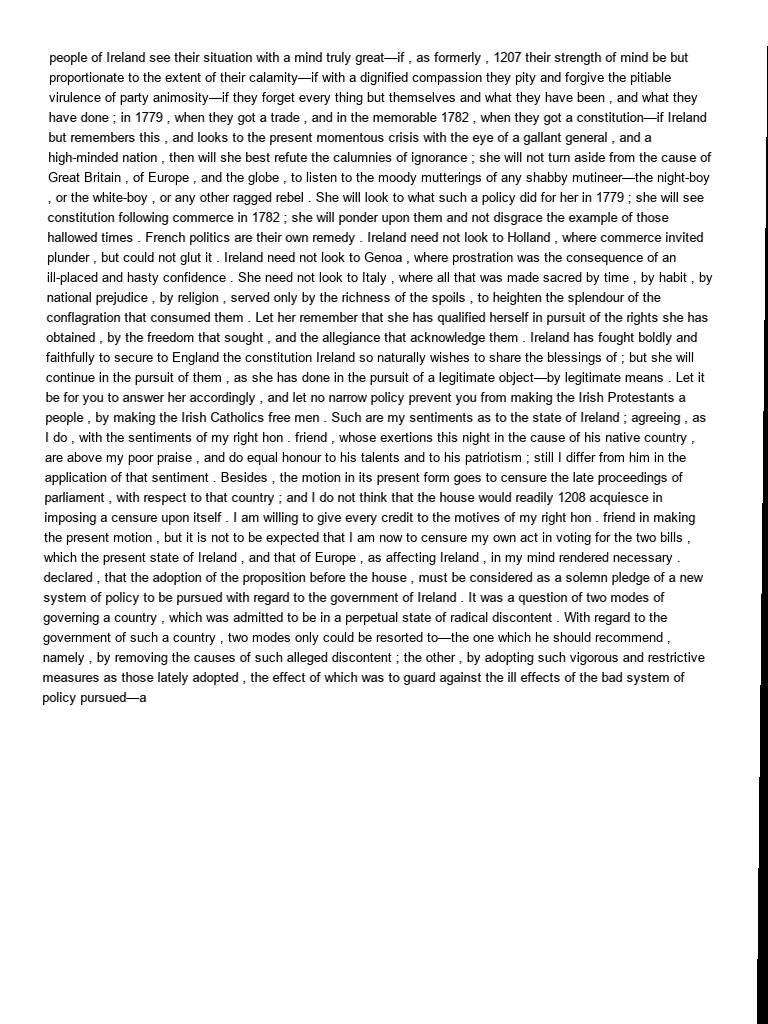 people of Ireland see their situation with a mind truly great—if , as formerly , 1207 their strength of mind be but
proportionate to the extent of their calamity—if with a dignified compassion they pity and forgive the pitiable
virulence of party animosity—if they forget every thing but themselves and what they have been , and what they
have done ; in 1779 , when they got a trade , and in the memorable 1782 , when they got a constitution—if Ireland
but remembers this , and looks to the present momentous crisis with the eye of a gallant general , and a
high-minded nation , then will she best refute the calumnies of ignorance ; she will not turn aside from the cause of
Great Britain , of Europe , and the globe , to listen to the moody mutterings of any shabby mutineer—the night-boy
, or the white-boy , or any other ragged rebel . She will look to what such a policy did for her in 1779 ; she will see
constitution following commerce in 1782 ; she will ponder upon them and not disgrace the example of those
hallowed times . French politics are their own remedy . Ireland need not look to Holland , where commerce invited
plunder , but could not glut it . Ireland need not look to Genoa , where prostration was the consequence of an
ill-placed and hasty confidence . She need not look to Italy , where all that was made sacred by time , by habit , by
national prejudice , by religion , served only by the richness of the spoils , to heighten the splendour of the
conflagration that consumed them . Let her remember that she has qualified herself in pursuit of the rights she has
obtained , by the freedom that sought , and the allegiance that acknowledge them . Ireland has fought boldly and
faithfully to secure to England the constitution Ireland so naturally wishes to share the blessings of ; but she will
continue in the pursuit of them , as she has done in the pursuit of a legitimate object—by legitimate means . Let it
be for you to answer her accordingly , and let no narrow policy prevent you from making the Irish Protestants a
people , by making the Irish Catholics free men . Such are my sentiments as to the state of Ireland ; agreeing , as
I do , with the sentiments of my right hon . friend , whose exertions this night in the cause of his native country ,
are above my poor praise , and do equal honour to his talents and to his patriotism ; still I differ from him in the
application of that sentiment . Besides , the motion in its present form goes to censure the late proceedings of
parliament , with respect to that country ; and I do not think that the house would readily 1208 acquiesce in
imposing a censure upon itself . I am willing to give every credit to the motives of my right hon . friend in making
the present motion , but it is not to be expected that I am now to censure my own act in voting for the two bills ,
which the present state of Ireland , and that of Europe , as affecting Ireland , in my mind rendered necessary .
declared , that the adoption of the proposition before the house , must be considered as a solemn pledge of a new
system of policy to be pursued with regard to the government of Ireland . It was a question of two modes of
governing a country , which was admitted to be in a perpetual state of radical discontent . With regard to the
government of such a country , two modes only could be resorted to—the one which he should recommend ,
namely , by removing the causes of such alleged discontent ; the other , by adopting such vigorous and restrictive
measures as those lately adopted , the effect of which was to guard against the ill effects of the bad system of
policy pursued—a